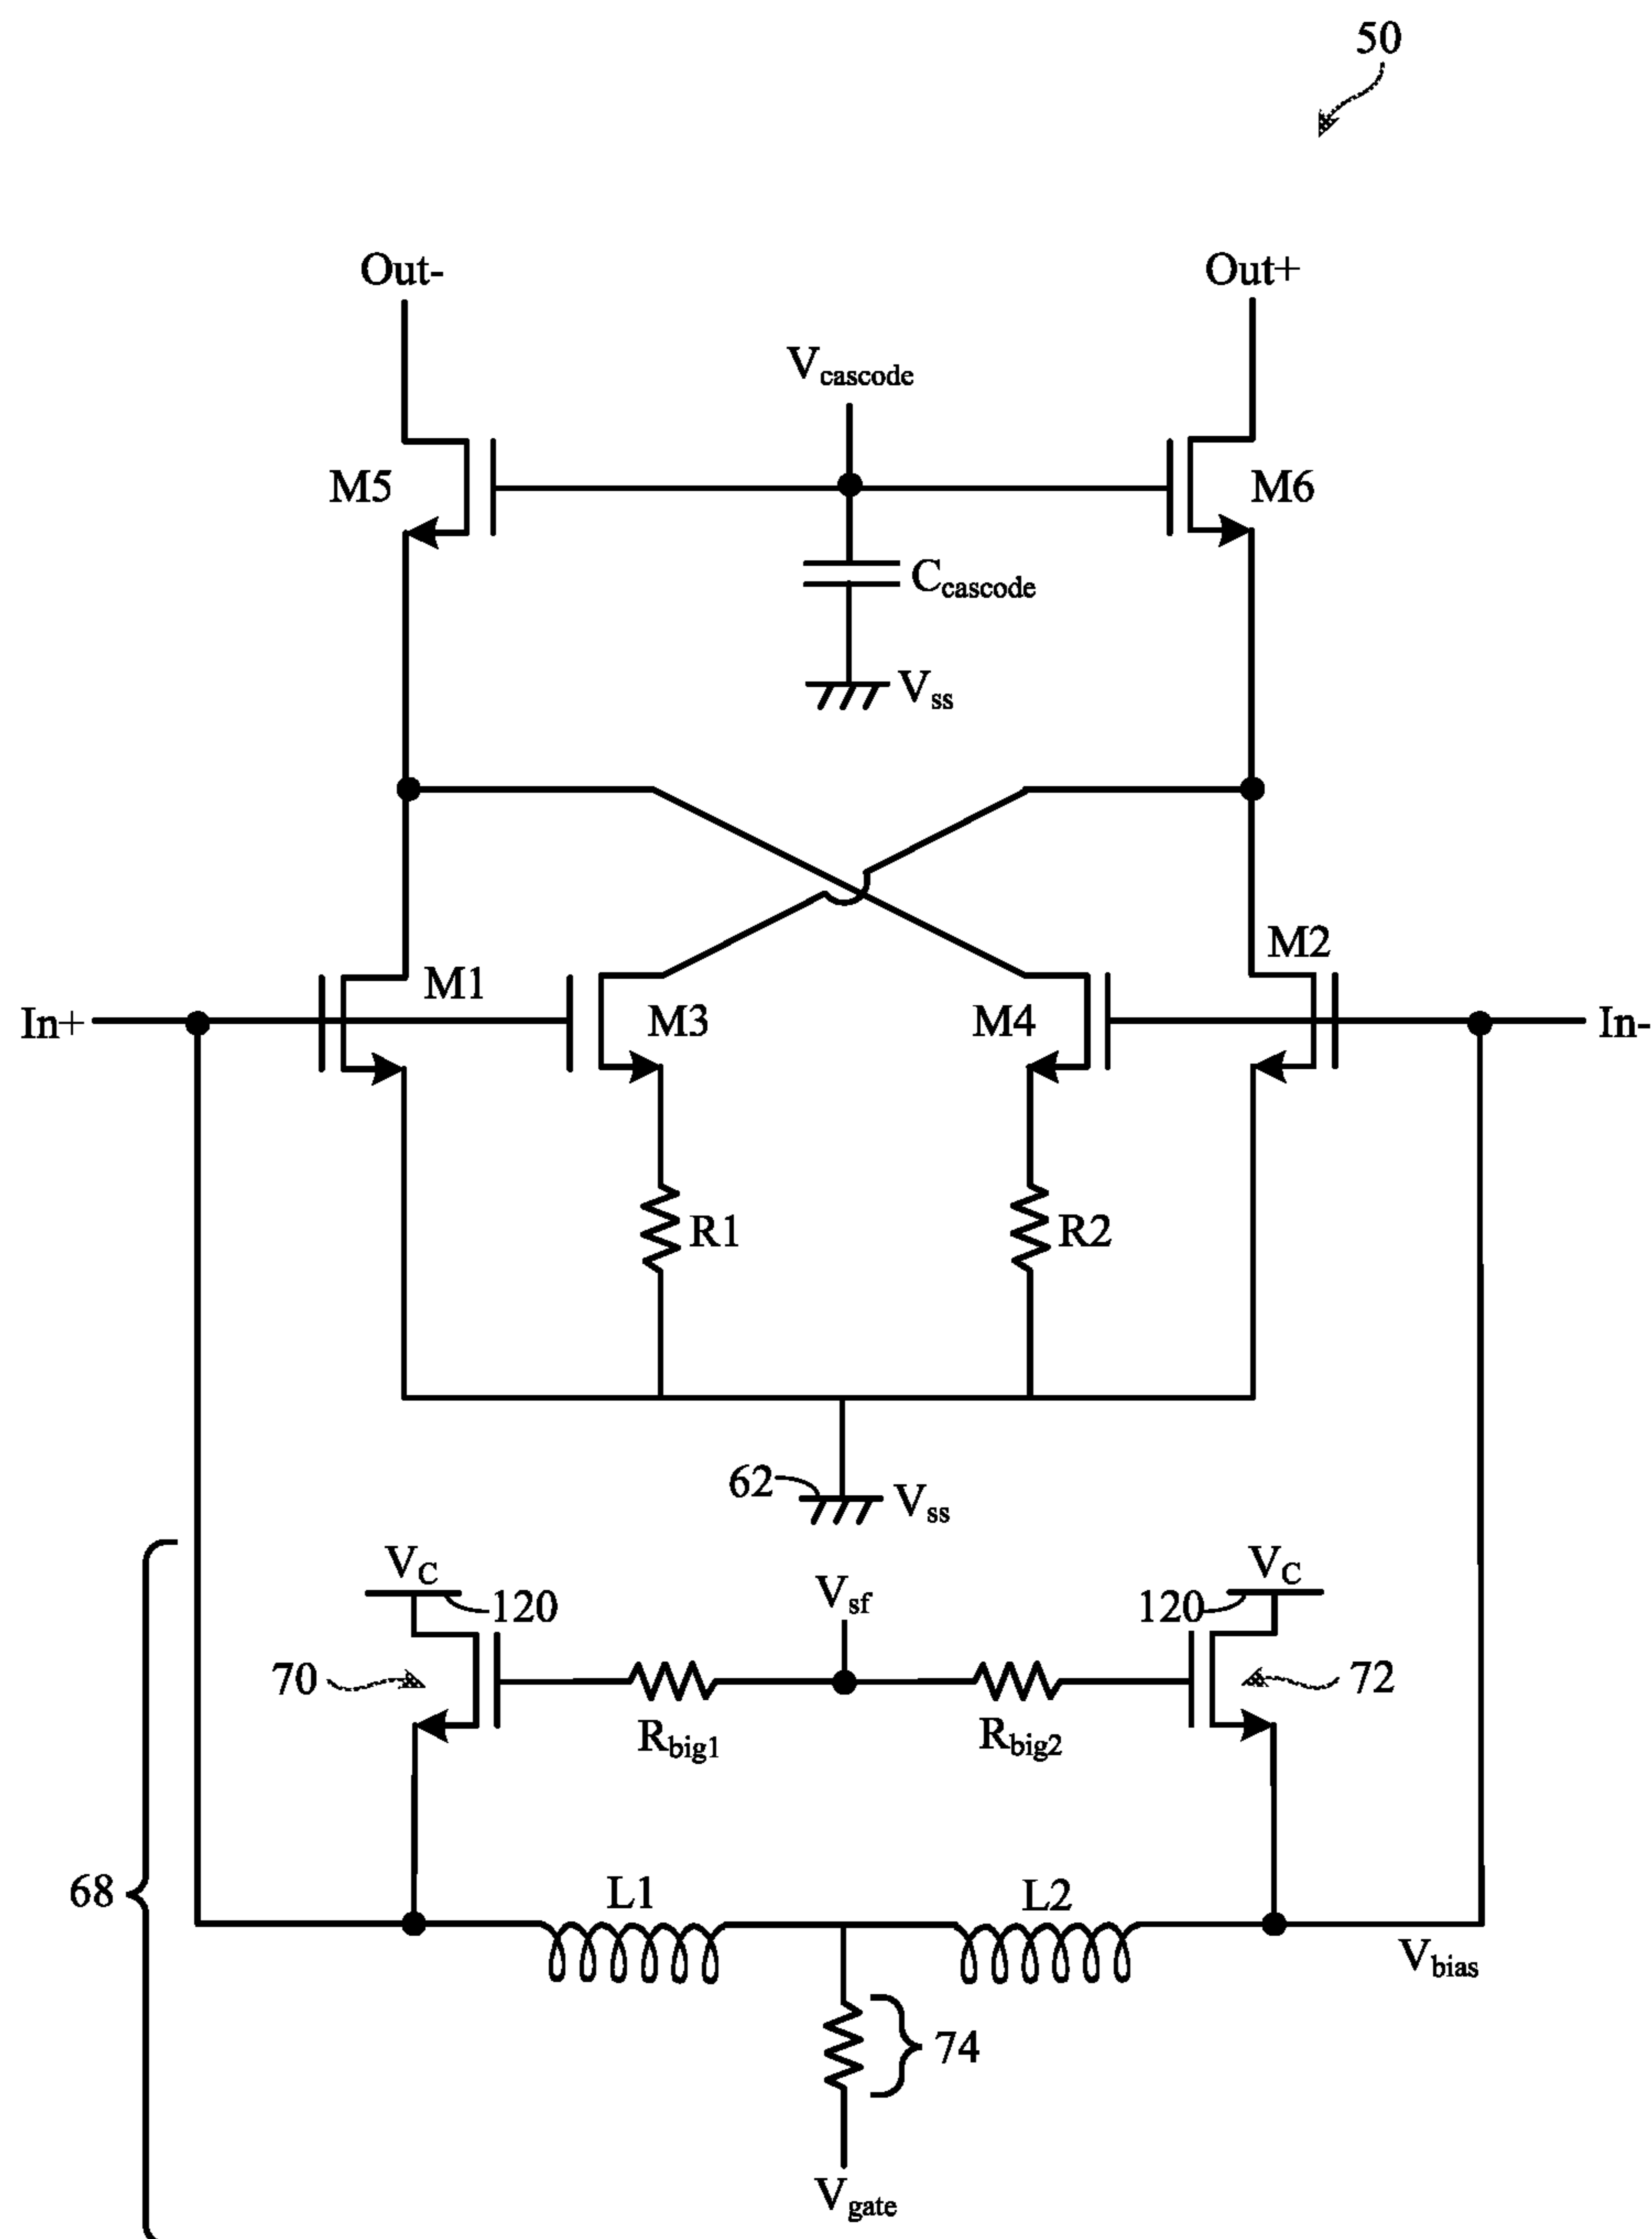 50
Out-
Out+
Vcascode
M5
M6
Ccascode
Vss
M1
M2
In+
M3
M4
In-
R1
R2
62
Vss
VC
120
Vsf
VC
120
70
72
Rbig1
Rbig2
68
L1
L2
Vbias
74
Vgate